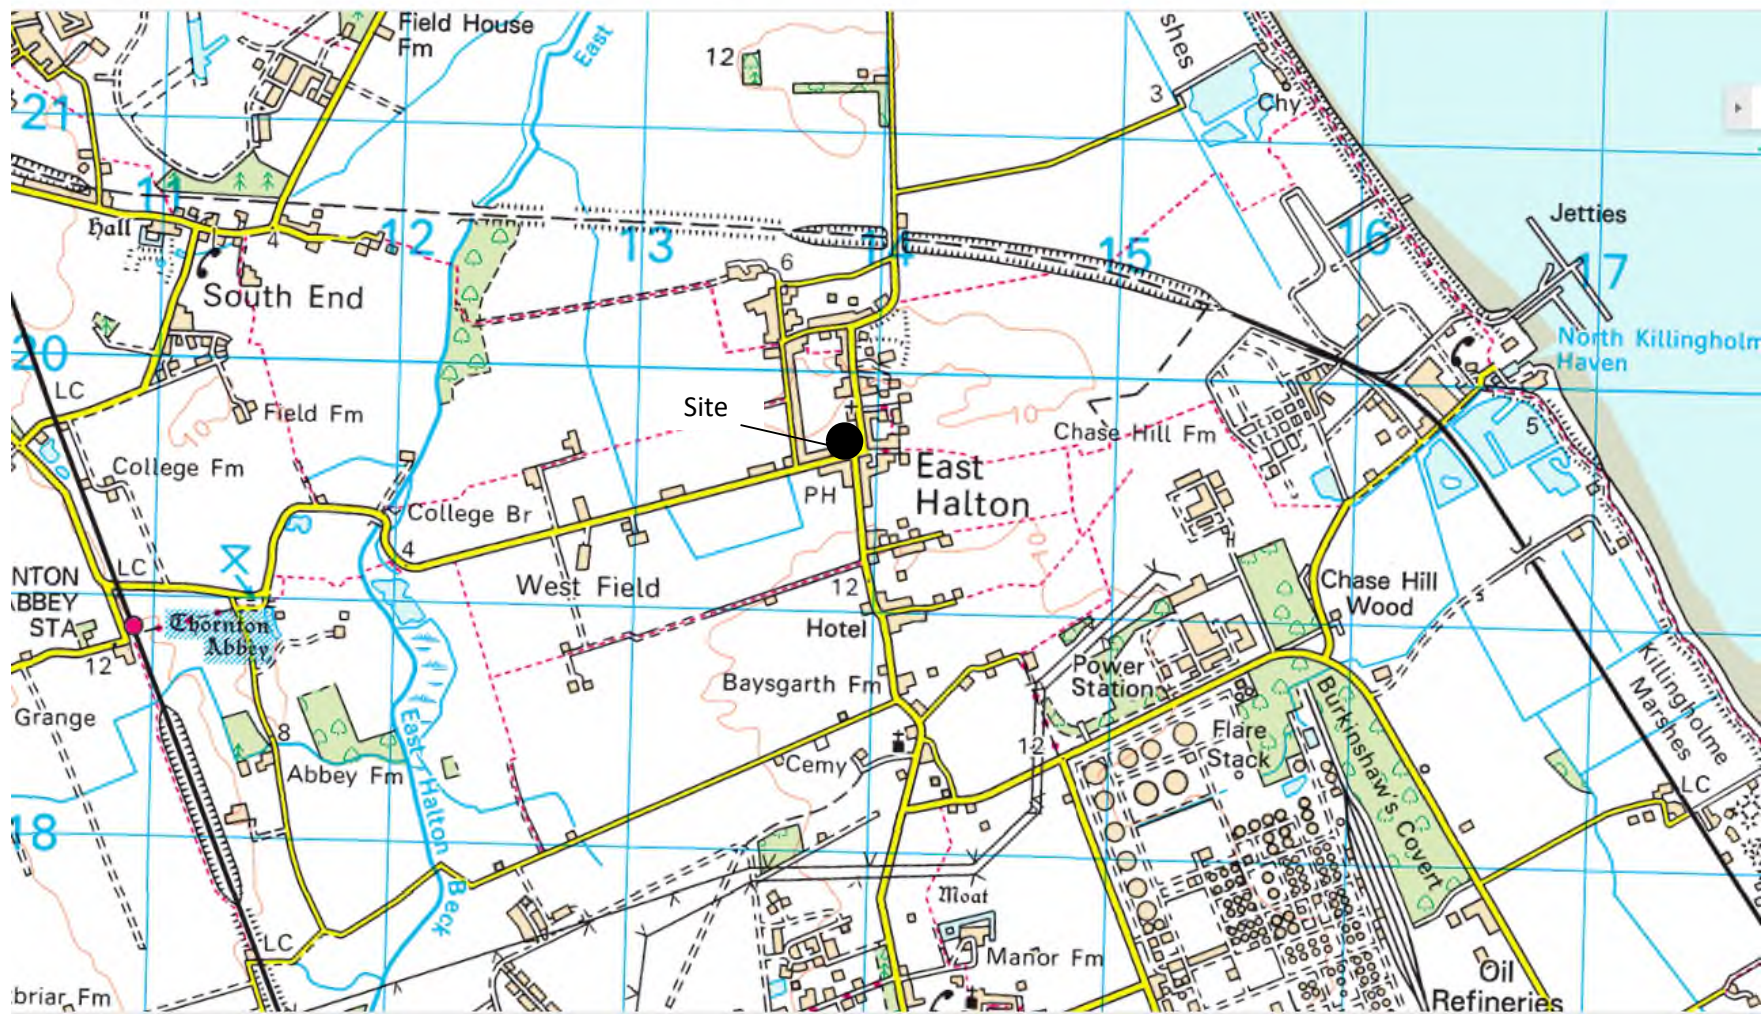 Field House
Fm
East
12
shes
Chy
3
21
11
Hall
4
12
13
14
15
16
17
Jetties
6
South End
20
LC
Field Fm
North Killingholm
Haven
Site
10
10
Chase Hill Fm
5
College Fm
East
Halton
PH
College Br
4
LC
NTON
ABBEY
STA
12
Thornton
Abbey
West Field
12
10
Chase Hill
Wood
Hotel
Baysgarth Fm
Power
Station
Killingholme
Marshes
Grange
8
Abbey Fm
East Halton
Beck
Cemy
12
Flare
Stack
Burkinshaw's Covert
LC
18
Moat
LC
Manor Fm
briar Fm
Oil
Refineries